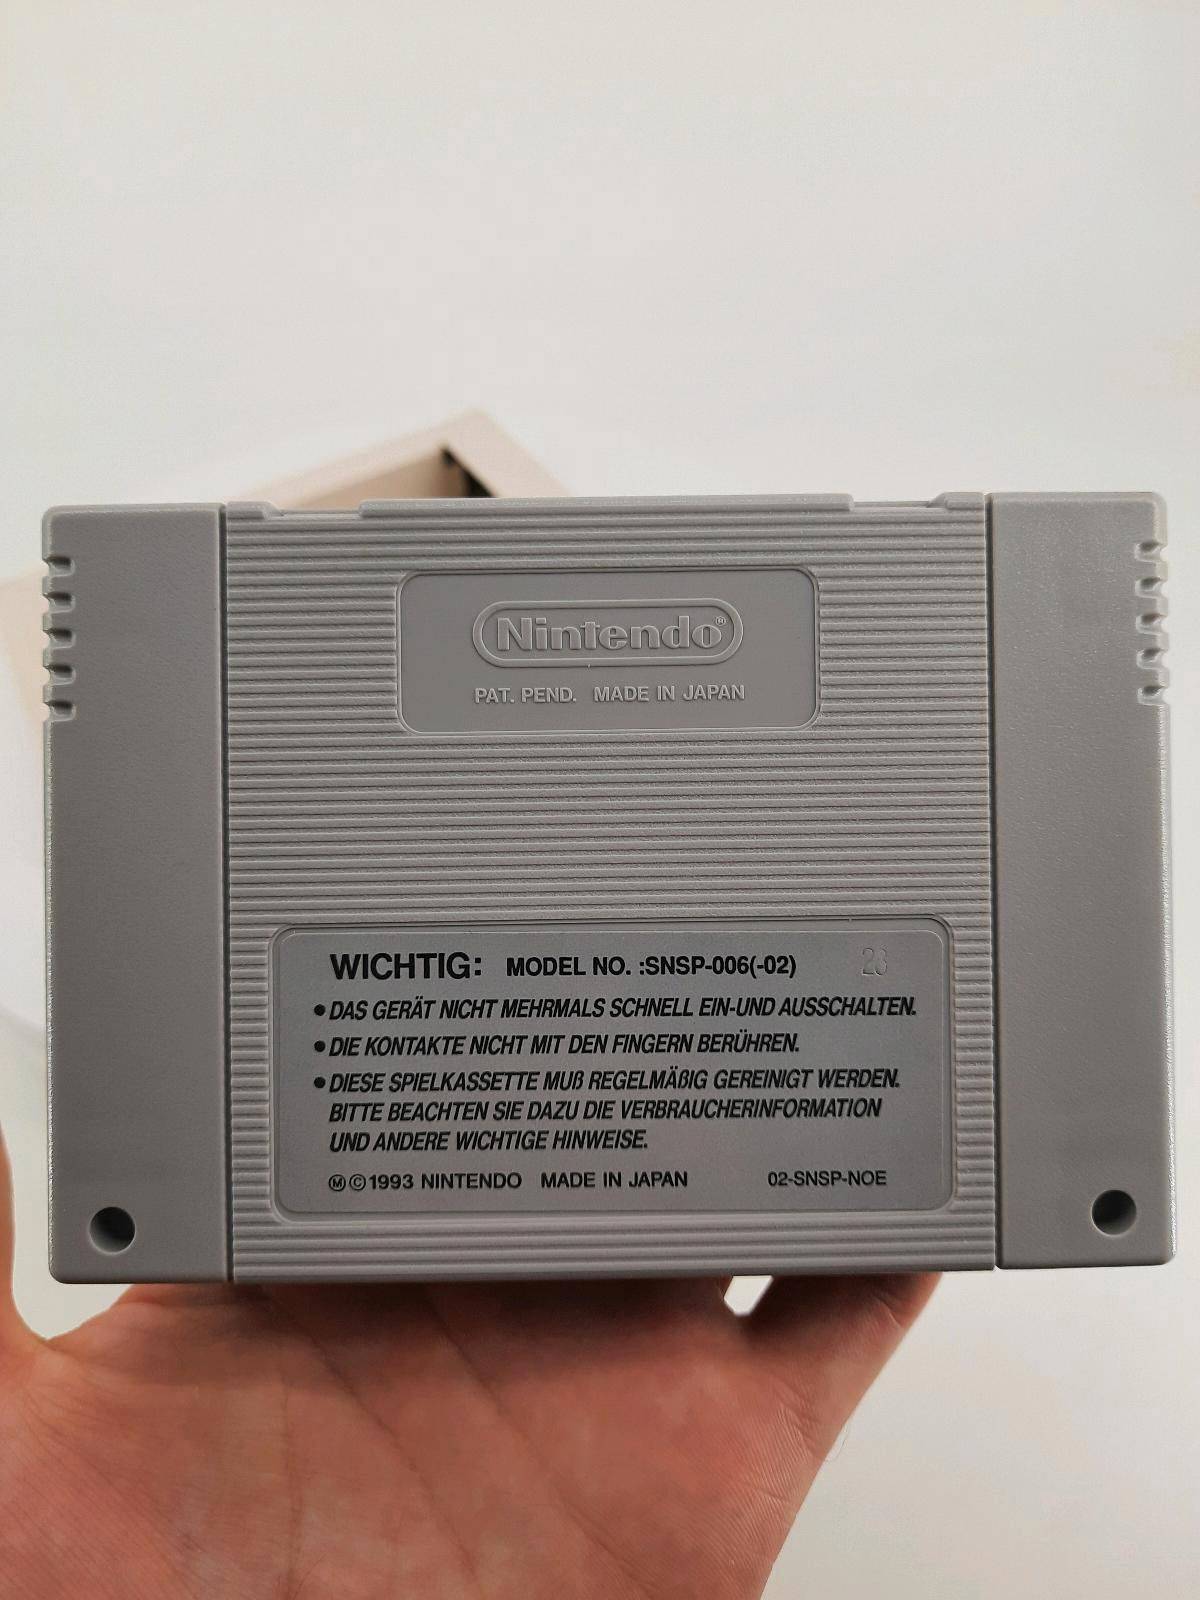 Nintendo®
PAT. PEND. MADE IN JAPAN
WICHTIG: MODEL NO. :SNSP-006(-02) 23
•DAS GERÄT NICHT MEHRMALS SCHNELL EIN-UND AUSSCHALTEN.
•DIE KONTAKTE NICHT MIT DEN FINGERN BERÜHREN.
•DIESE SPIELKASSETTE MUß REGELMÄßIG GEREINIGT WERDEN.
BITTE BEACHTEN SIE DAZU DIE VERBRAUCHERINFORMATION
UND ANDERE WICHTIGE HINWEISE.
Ⓜ©1993 NINTENDO MADE IN JAPAN 02-SNSP-NOE